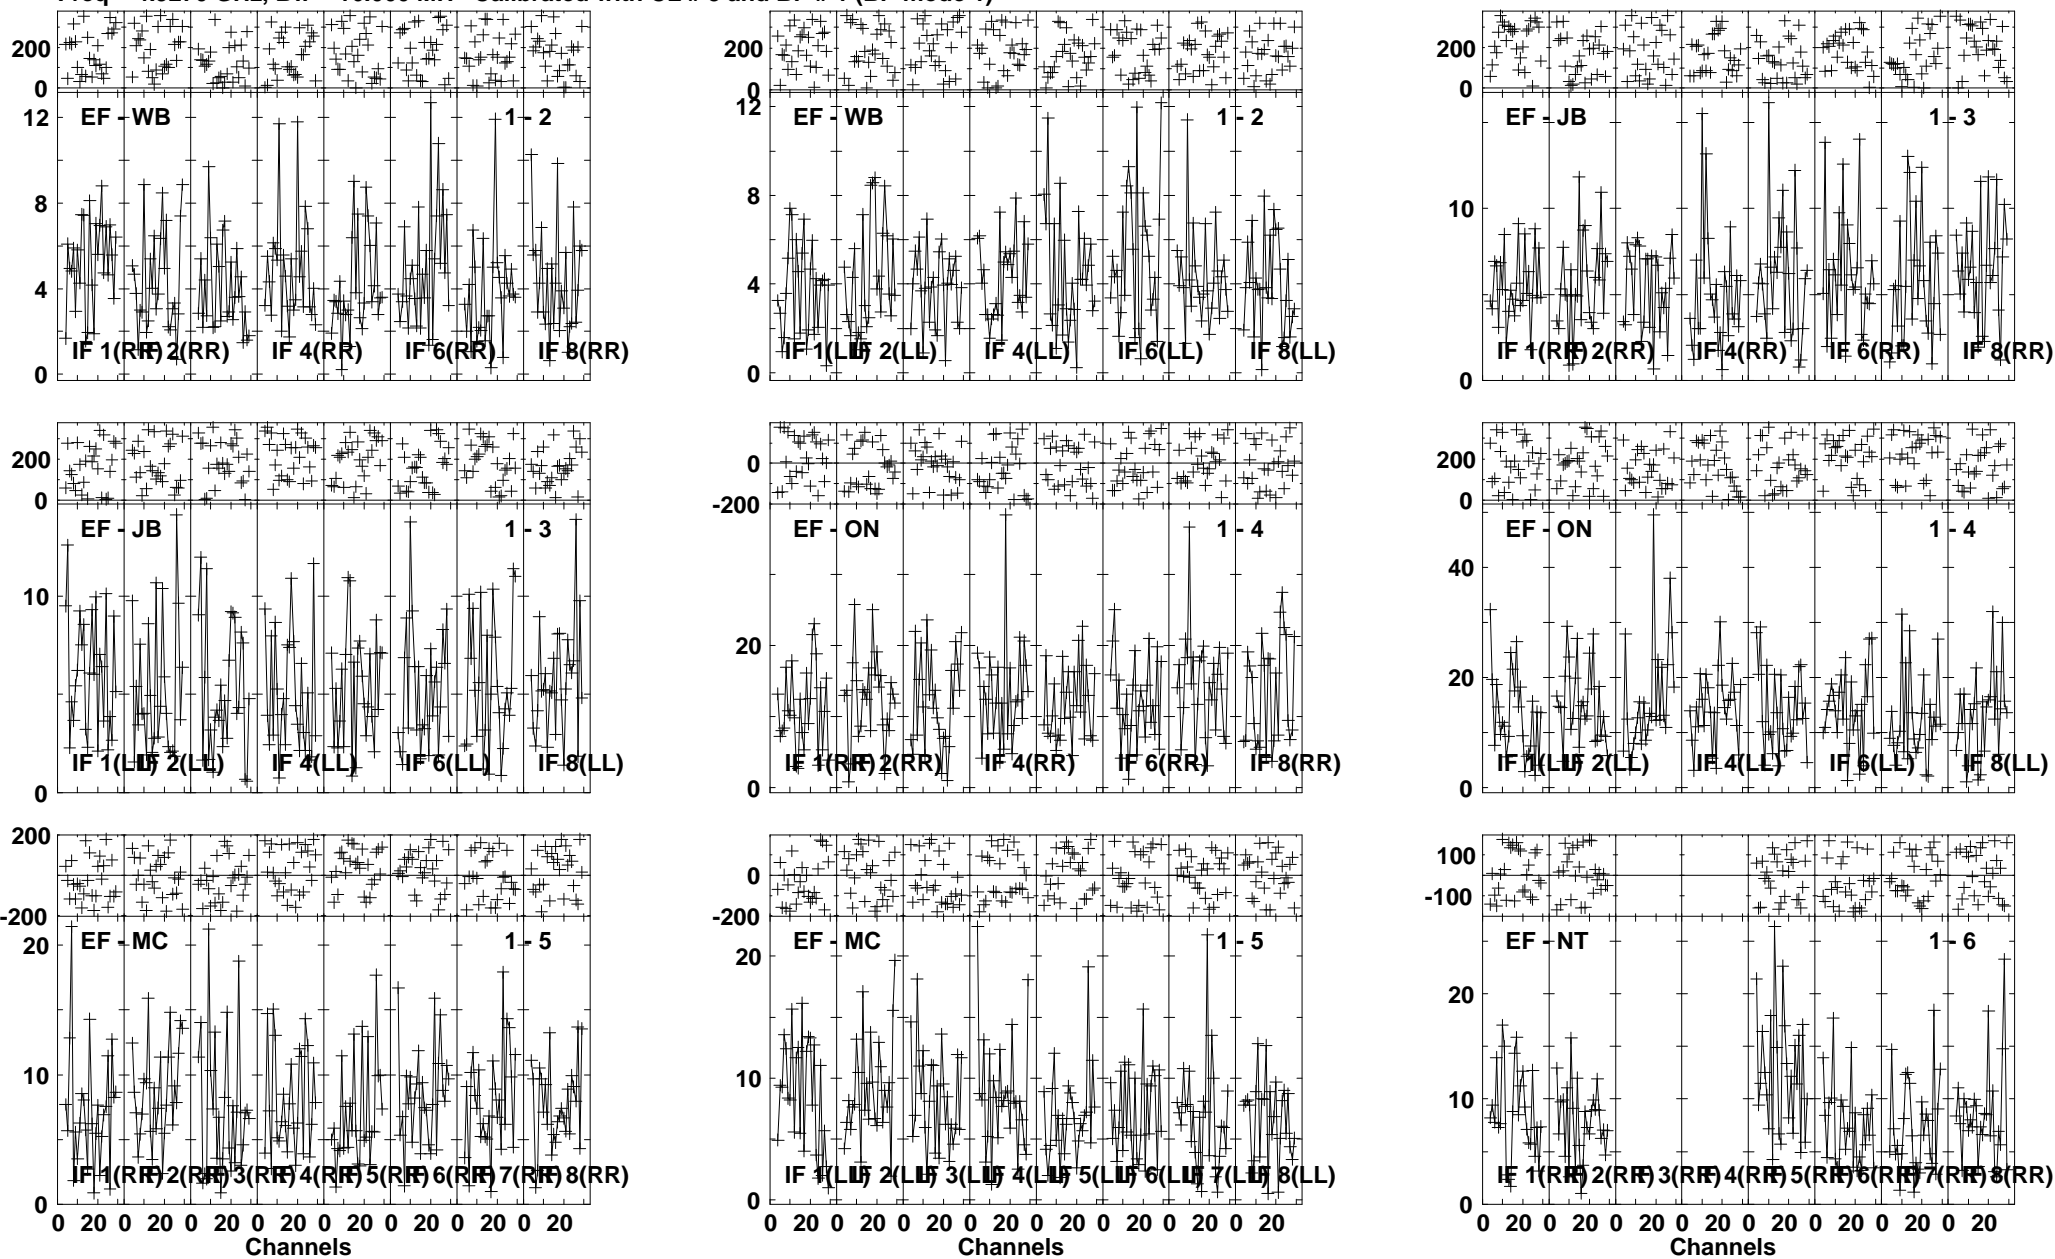 200 200 200
0 0 0
12 EF - WB 1 - 2 12 EF - WB 1 - 2 EF - JB 1 - 3
8 8 10
4 4
IF 1(RR) IF 2(RR) IF 4(RR) IF 6(RR) IF 8(RR) IF 1(LL) IF 2(LL) IF 4(LL) IF 6(LL) IF 8(LL) IF 1(RR) IF 2(RR) IF 4(RR) IF 6(RR) IF 8(RR)
0 0 0
200 0 200
0 -200 0
EF - JB 1 - 3 EF - ON 1 - 4 EF - ON 1 - 4
10 20 40
20
IF 1(LL) IF 2(LL) IF 4(LL) IF 6(LL) IF 8(LL) IF 1(RR) IF 2(RR) IF 4(RR) IF 6(RR) IF 8(RR) IF 1(LL) IF 2(LL) IF 4(LL) IF 6(LL) IF 8(LL)
0 0 0
200 200 100
-200 0 -100
-200
20 EF - MC 1 - 5 20 EF - MC 1 - 5 EF - NT 1 - 6
20
10 10 10
IF 1(RR) IF 2(RR) IF 3(RR) IF 4(RR) IF 5(RR) IF 6(RR) IF 7(RR) IF 8(RR) IF 1(LL) IF 2(LL) IF 3(LL) IF 4(LL) IF 5(LL) IF 6(LL) IF 7(LL) IF 8(LL) IF 1(RR) IF 2(RR) IF 3(RR) IF 4(RR) IF 5(RR) IF 6(RR) IF 7(RR) IF 8(RR)
0 0 0
0 20 0 20 0 20 0 20 0 20 0 20 0 20 0 20 0 20 0 20 0 20 0 20 0 20 0 20 0 20 0 20 0 20 0 20 0 20 0 20 0 20 0 20 0 20 0 20
Channels Channels Channels